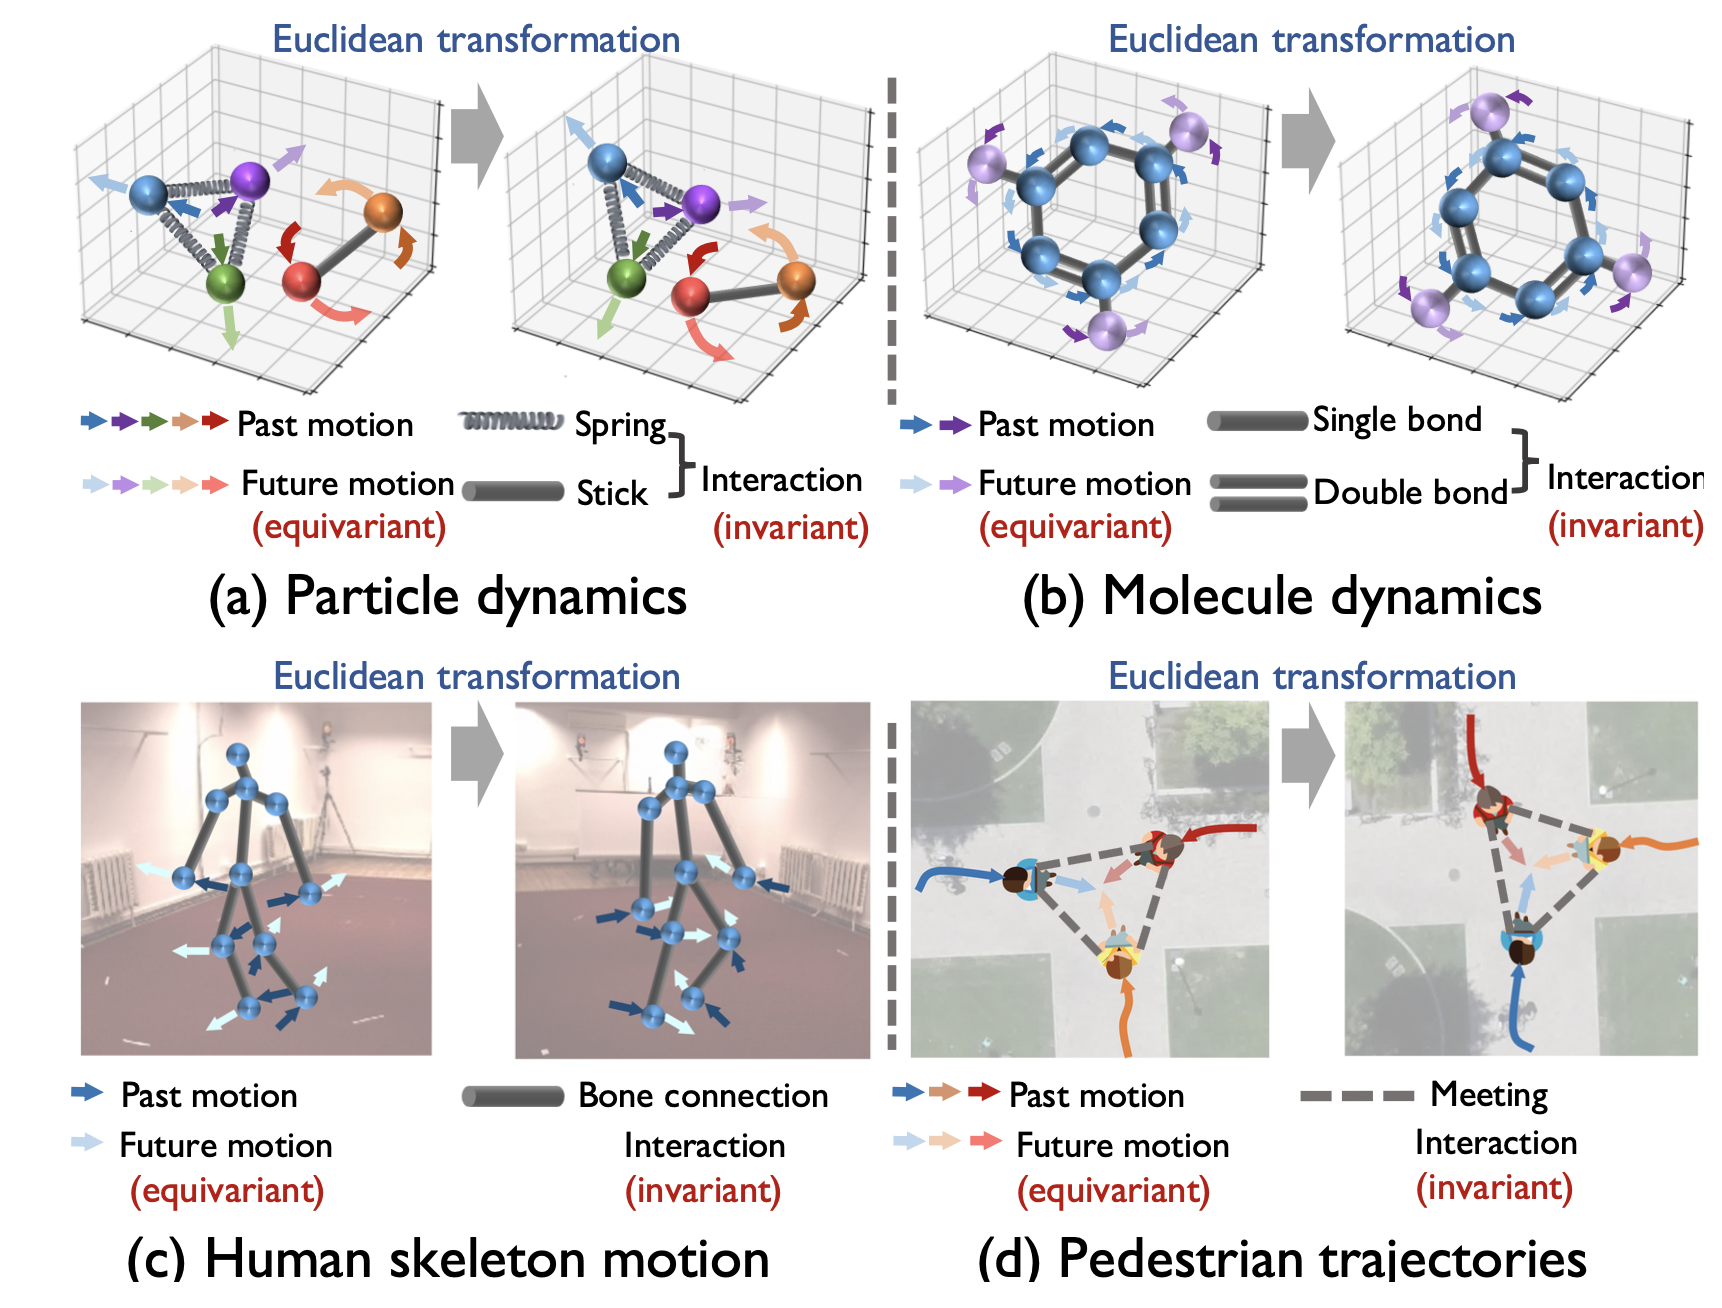 Euclidean transformation
Euclidean transformation
Past motion
Spring
Future motion
(equivariant)
Stick
Interaction
(invariant)
Past motion
Single bond
Future motion
(equivariant)
Double bond
Interaction
(invariant)
(a) Particle dynamics
(b) Molecule dynamics
Euclidean transformation
Euclidean transformation
Past motion
Bone connection
Future motion
(equivariant)
Interaction
(invariant)
Past motion
Meeting
Future motion
(equivariant)
Interaction
(invariant)
(c) Human skeleton motion
(d) Pedestrian trajectories